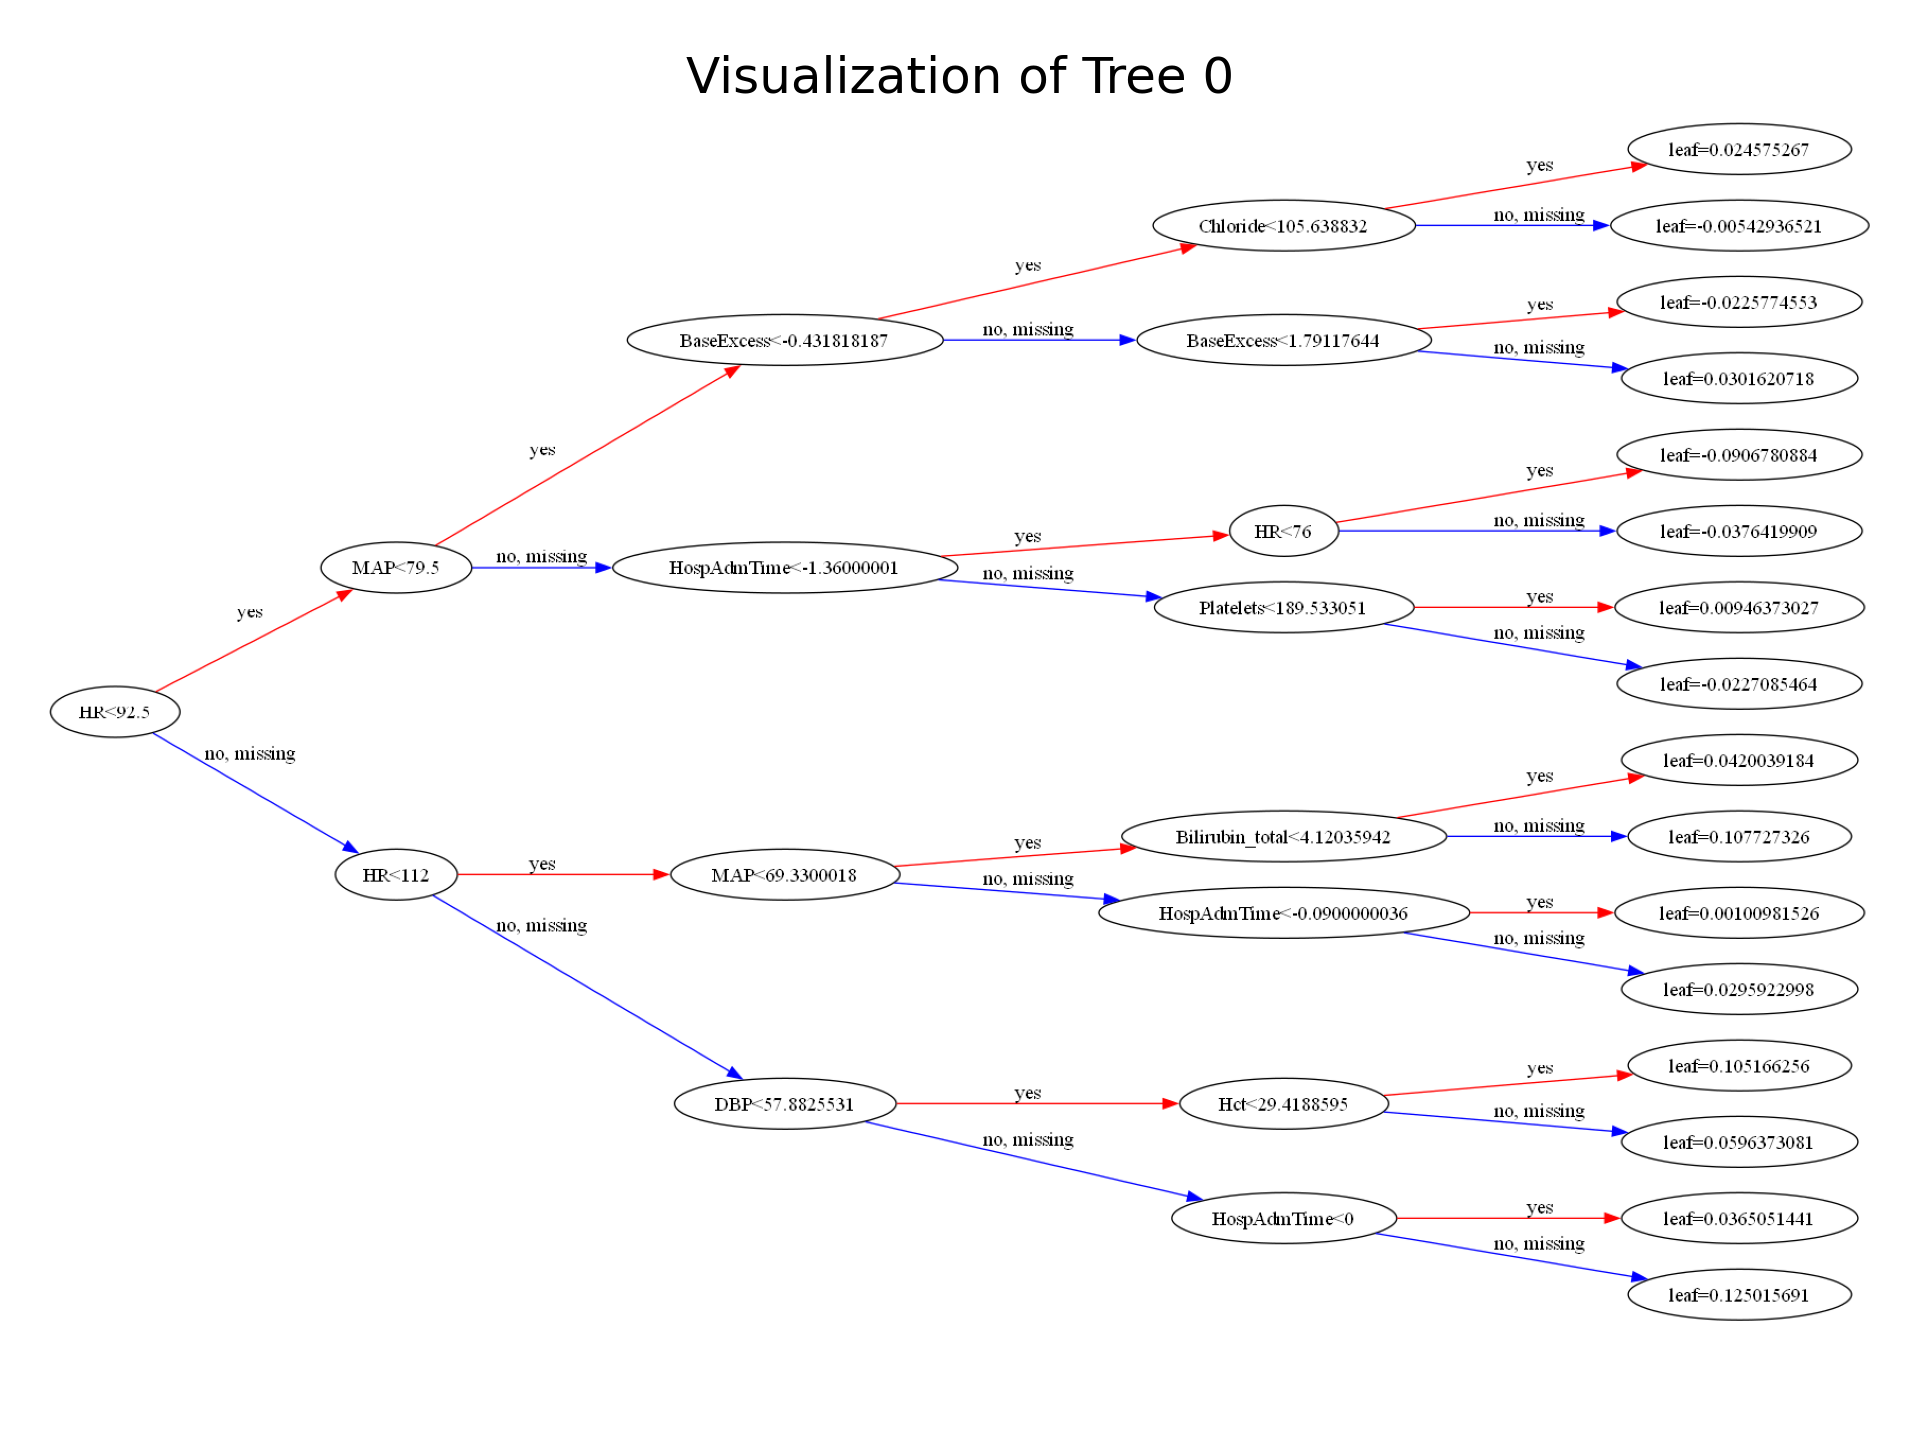 Visualization of Tree 0
leaf=0.024575267
yes
no, missing
Chloride<105.638832
leaf=-0.00542936521
yes
leaf=-0.0225774553
yes
BaseExcess<-0.431818187
no, missing
BaseExcess<1.79117644
no, missing
leaf=0.0301620718
yes
leaf=-0.0906780884
yes
HR<76
no, missing
leaf=-0.0376419909
yes
MAP<79.5
no, missing
HospAdmTime<-1.36000001
no, missing
yes
Platelets<189.533051
leaf=0.00946373027
yes
no, missing
leaf=-0.0227085464
HR<92.5
no, missing
leaf=0.0420039184
yes
Bilirubin_total<4.12035942
no, missing
leaf=0.107727326
yes
HR<112
yes
MAP<69.3300018
no, missing
HospAdmTime<-0.0900000036
yes
leaf=0.00100981526
no, missing
no, missing
leaf=0.0295922998
leaf=0.105166256
yes
DBP<57.8825531
yes
Hct<29.4188595
no, missing
leaf=0.0596373081
no, missing
HospAdmTime<0
yes
leaf=0.0365051441
no, missing
leaf=0.125015691